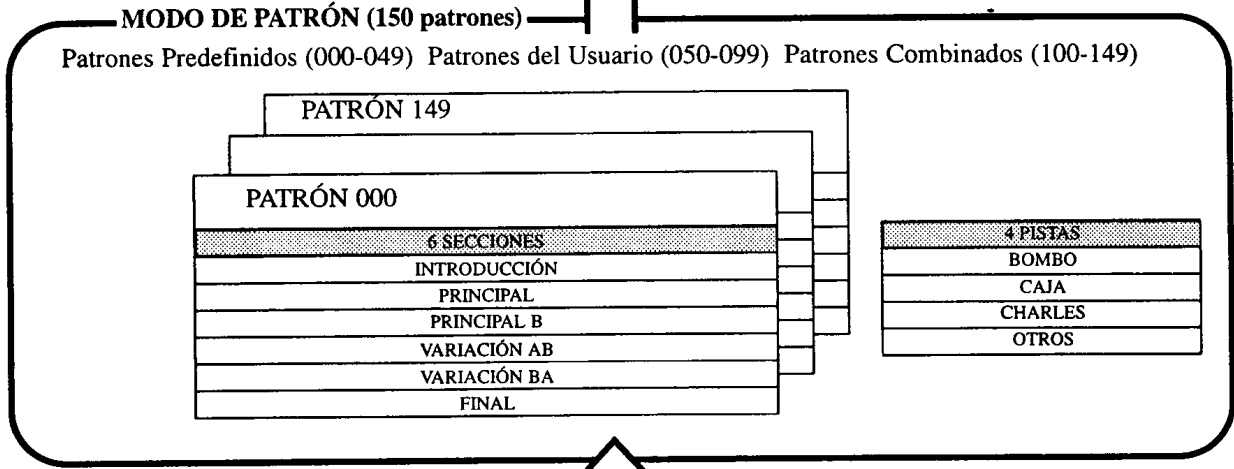 MODO DE PATRÓN (150 patrones)
Patrones Predefinidos (000-049) Patrones del Usuario (050-099) Patrones Combinados (100-149)
PATRÓN 149
PATRÓN 000
6 SECCIONES
INTRODUCCIÓN
PRINCIPAL
PRINCIPAL B
VARIACIÓN AB
VARIACIÓN BA
FINAL
4 PISTAS
BOMBO
CAJA
CHARLES
OTROS